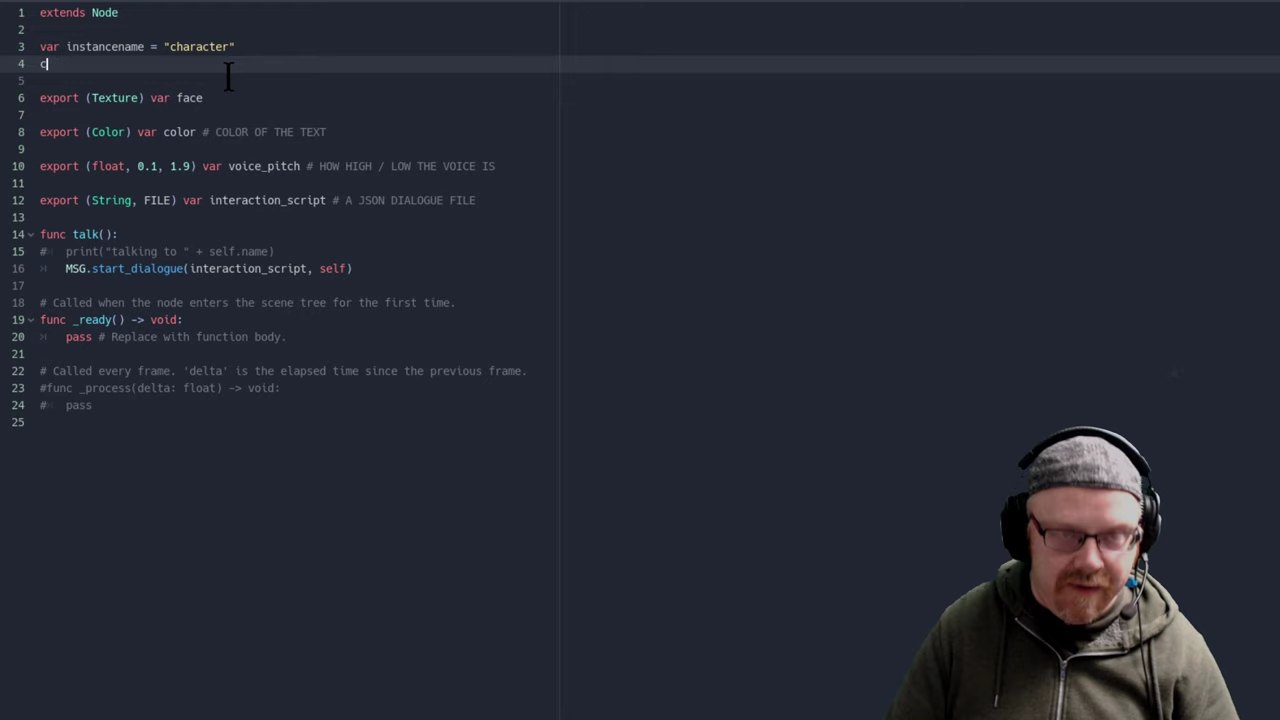 1 extends Node
2
3 var instancename = "character"
4 c
5
6 export (Texture) var face
7
8 export (Color) var color # COLOR OF THE TEXT
9
10 export (float, 0.1, 1.9) var voice_pitch # HOW HIGH / LOW THE VOICE IS
11
12 export (String, FILE) var interaction_script # A JSON DIALOGUE FILE
13
14 func talk():
15 # print("talking to " + self.name)
16 MSG.start_dialogue(interaction_script, self)
17
18 # Called when the node enters the scene tree for the first time.
19 func _ready() -> void:
20 pass # Replace with function body.
21
22 # Called every frame. 'delta' is the elapsed time since the previous frame.
23 #func _process(delta: float) -> void:
24 # pass
25